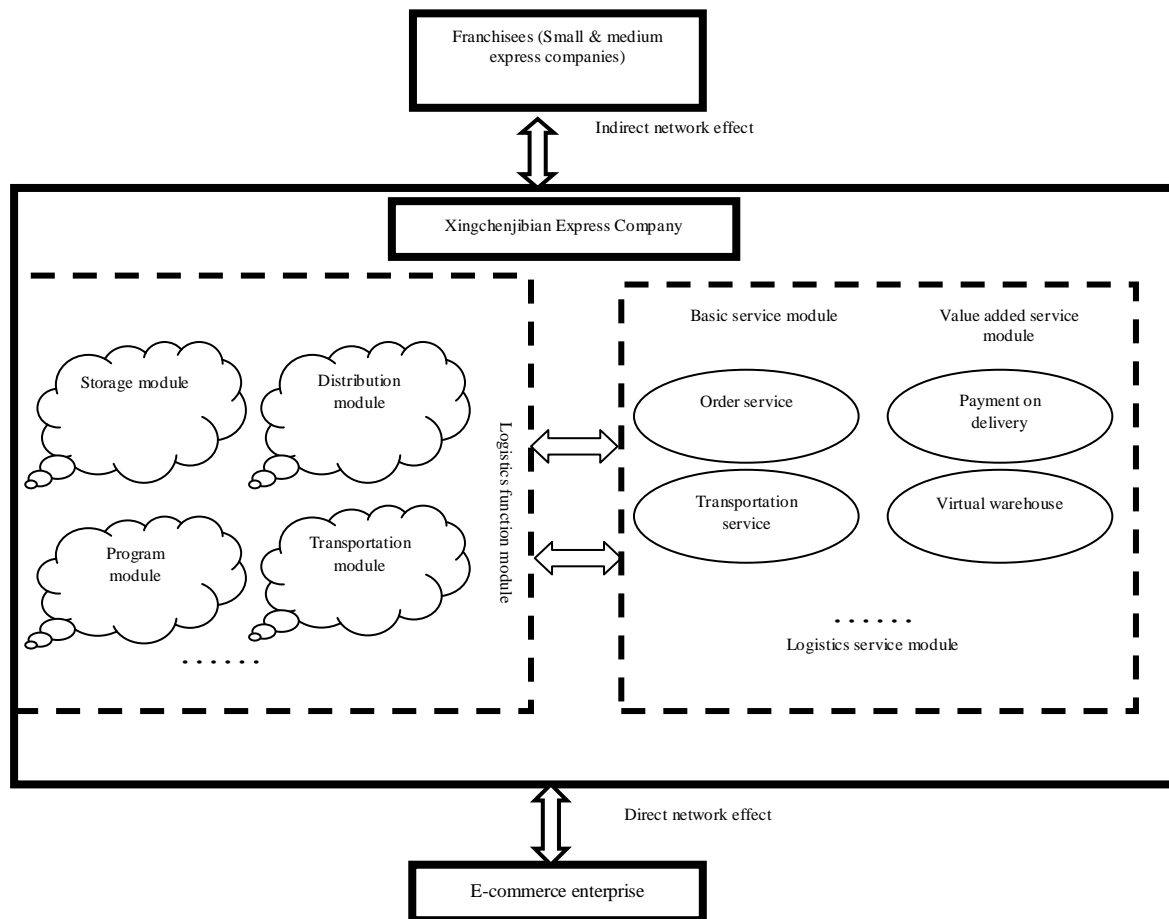 Franchisees (Small & medium
express companies)
Indirect network effect
Xingchenjibian Express Company
Basic service module
Value added service
module
Storage module
Distribution
module
Order service
Payment on
delivery
Logistics function module
Transportation
service
Virtual warehouse
Program
module
Transportation
module
. . . . . .
. . . . . .
Logistics service module
Direct network effect
E-commerce enterprise